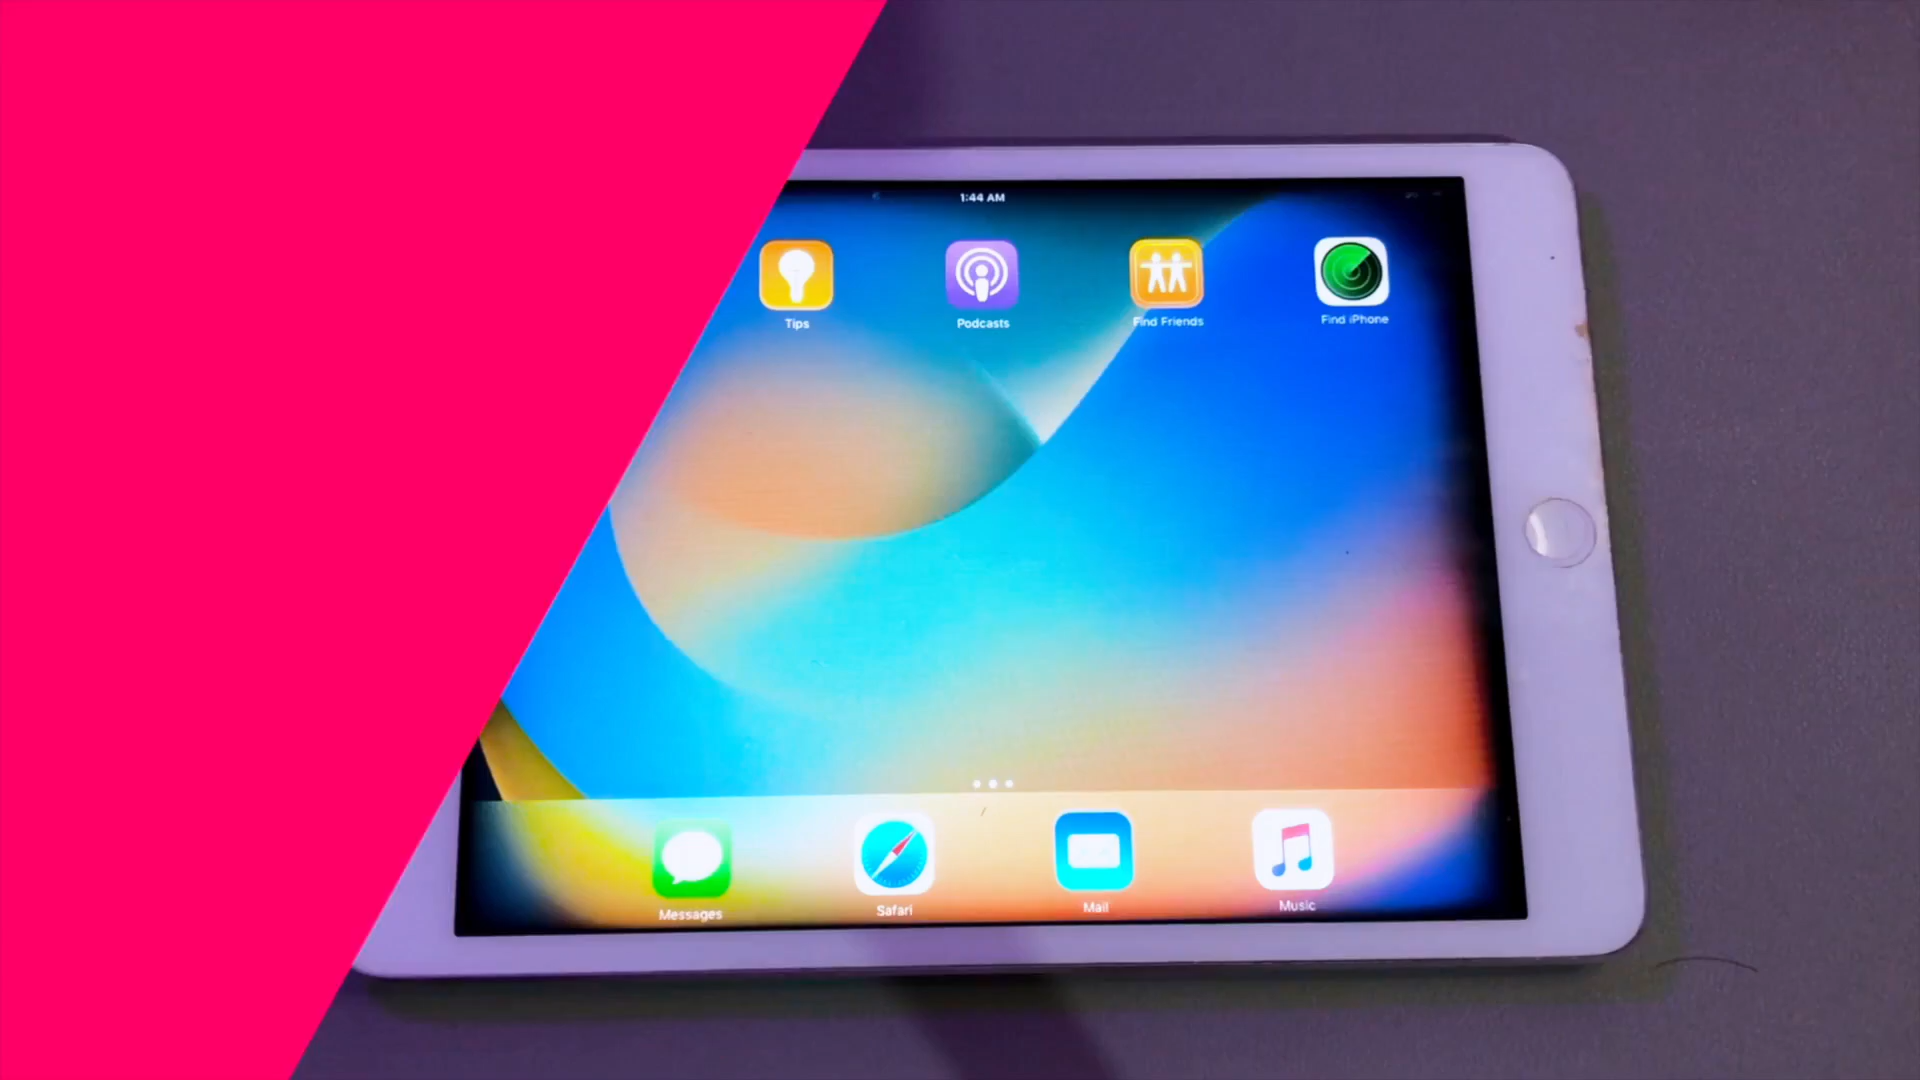 1:44 AM
Tips
Podcasts
Find Friends
Find iPhone
Messages
Safari
Mail
Music